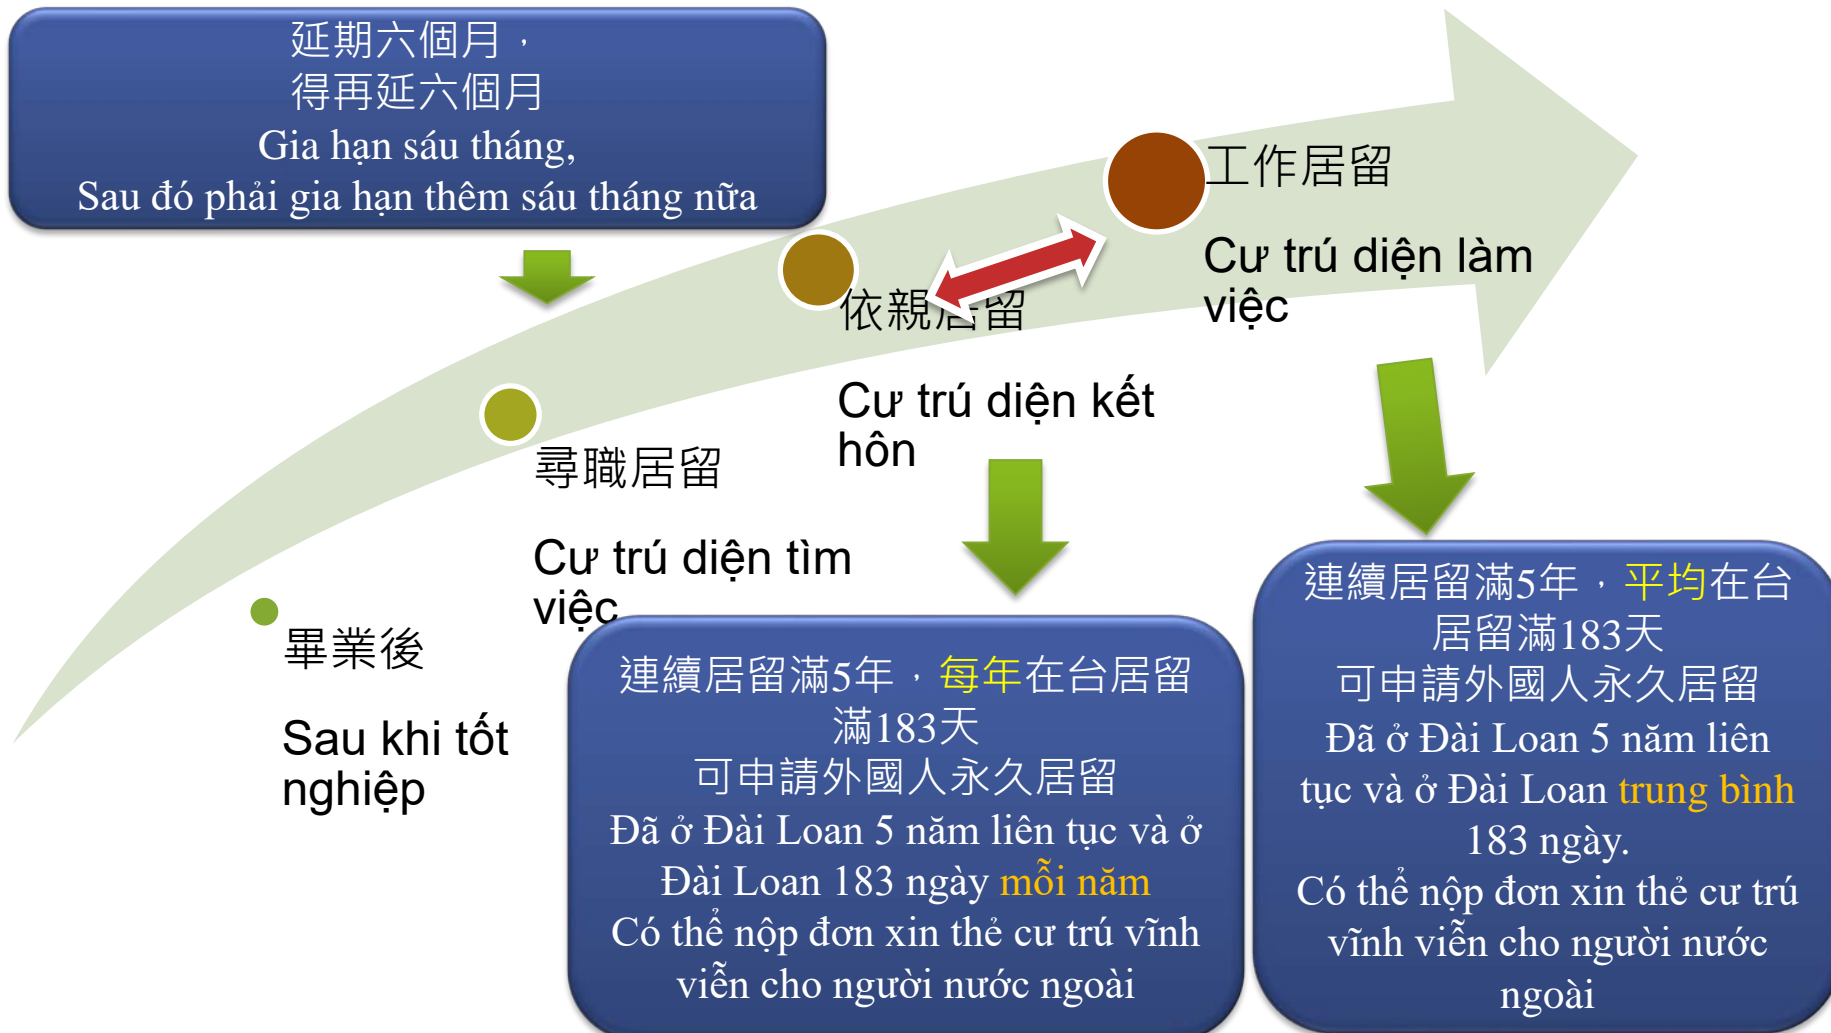 延期六個月，
得再延六個月
Gia hạn sáu tháng,
Sau đó phải gia hạn thêm sáu tháng nữa
工作居留
Cư trú diện làm
việc
依親居留
Cư trú diện kết
hôn
尋職居留
Cư trú diện tìm
việc
畢業後
Sau khi tốt
nghiệp
連續居留滿5年，每年在台居留
滿183天
可申請外國人永久居留
Đã ở Đài Loan 5 năm liên tục và ở
Đài Loan 183 ngày mỗi năm
Có thể nộp đơn xin thẻ cư trú vĩnh
viễn cho người nước ngoài
連續居留滿5年，平均在台
居留滿183天
可申請外國人永久居留
Đã ở Đài Loan 5 năm liên
tục và ở Đài Loan trung bình
183 ngày.
Có thể nộp đơn xin thẻ cư trú
vĩnh viễn cho người nước
ngoài